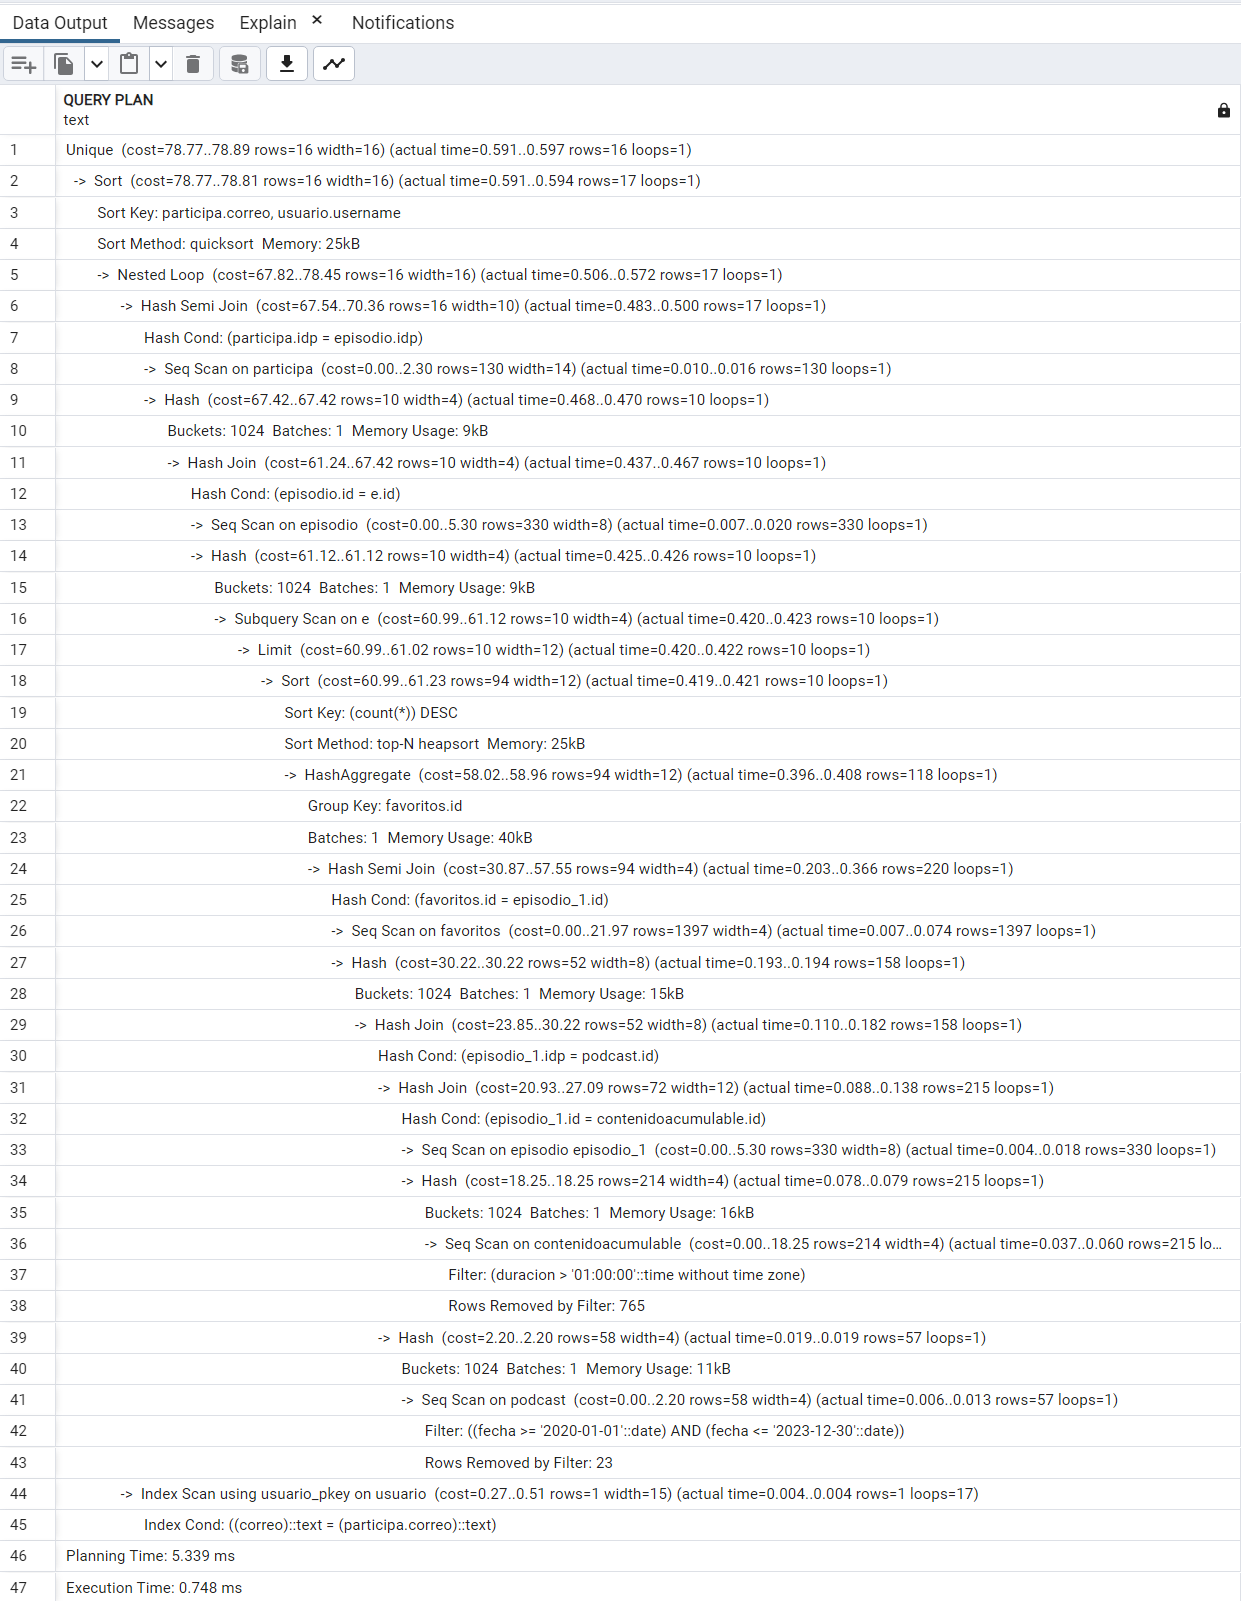 Data Output Messages Explain × Notifications
QUERY PLAN
text
1 Unique (cost=78.77..78.89 rows=16 width=16) (actual time=0.591..0.597 rows=16 loops=1)
2 -> Sort (cost=78.77..78.81 rows=16 width=16) (actual time=0.591..0.594 rows=17 loops=1)
3 Sort Key: participa.correo, usuario.username
4 Sort Method: quicksort Memory: 25kB
5 -> Nested Loop (cost=67.82..78.45 rows=16 width=16) (actual time=0.506..0.572 rows=17 loops=1)
6 -> Hash Semi Join (cost=67.54..70.36 rows=16 width=10) (actual time=0.483..0.500 rows=17 loops=1)
7 Hash Cond: (participa.idp = episodio.idp)
8 -> Seq Scan on participa (cost=0.00..2.30 rows=130 width=14) (actual time=0.010..0.016 rows=130 loops=1)
9 -> Hash (cost=67.42..67.42 rows=10 width=4) (actual time=0.468..0.470 rows=10 loops=1)
10 Buckets: 1024 Batches: 1 Memory Usage: 9kB
11 -> Hash Join (cost=61.24..67.42 rows=10 width=4) (actual time=0.437..0.467 rows=10 loops=1)
12 Hash Cond: (episodio.id = e.id)
13 -> Seq Scan on episodio (cost=0.00..5.30 rows=330 width=8) (actual time=0.007..0.020 rows=330 loops=1)
14 -> Hash (cost=61.12..61.12 rows=10 width=4) (actual time=0.425..0.426 rows=10 loops=1)
15 Buckets: 1024 Batches: 1 Memory Usage: 9kB
16 -> Subquery Scan on e (cost=60.99..61.12 rows=10 width=4) (actual time=0.420..0.423 rows=10 loops=1)
17 -> Limit (cost=60.99..61.02 rows=10 width=12) (actual time=0.420..0.422 rows=10 loops=1)
18 -> Sort (cost=60.99..61.23 rows=94 width=12) (actual time=0.419..0.421 rows=10 loops=1)
19 Sort Key: (count(*)) DESC
20 Sort Method: top-N heapsort Memory: 25kB
21 -> HashAggregate (cost=58.02..58.96 rows=94 width=12) (actual time=0.396..0.408 rows=118 loops=1)
22 Group Key: favoritos.id
23 Batches: 1 Memory Usage: 40kB
24 -> Hash Semi Join (cost=30.87..57.55 rows=94 width=4) (actual time=0.203..0.366 rows=220 loops=1)
25 Hash Cond: (favoritos.id = episodio_1.id)
26 -> Seq Scan on favoritos (cost=0.00..21.97 rows=1397 width=4) (actual time=0.007..0.074 rows=1397 loops=1)
27 -> Hash (cost=30.22..30.22 rows=52 width=8) (actual time=0.193..0.194 rows=158 loops=1)
28 Buckets: 1024 Batches: 1 Memory Usage: 15kB
29 -> Hash Join (cost=23.85..30.22 rows=52 width=8) (actual time=0.110..0.182 rows=158 loops=1)
30 Hash Cond: (episodio_1.idp = podcast.id)
31 -> Hash Join (cost=20.93..27.09 rows=72 width=12) (actual time=0.088..0.138 rows=215 loops=1)
32 Hash Cond: (episodio_1.id = contenidoacumulable.id)
33 -> Seq Scan on episodio episodio_1 (cost=0.00..5.30 rows=330 width=8) (actual time=0.004..0.018 rows=330 loops=1)
34 -> Hash (cost=18.25..18.25 rows=214 width=4) (actual time=0.078..0.079 rows=215 loops=1)
35 Buckets: 1024 Batches: 1 Memory Usage: 16kB
36 -> Seq Scan on contenidoacumulable (cost=0.00..18.25 rows=214 width=4) (actual time=0.037..0.060 rows=215 lo...
37 Filter: (duracion > '01:00:00'::time without time zone)
38 Rows Removed by Filter: 765
39 -> Hash (cost=2.20..2.20 rows=58 width=4) (actual time=0.019..0.019 rows=57 loops=1)
40 Buckets: 1024 Batches: 1 Memory Usage: 11kB
41 -> Seq Scan on podcast (cost=0.00..2.20 rows=58 width=4) (actual time=0.006..0.013 rows=57 loops=1)
42 Filter: ((fecha >= '2020-01-01'::date) AND (fecha <= '2023-12-30'::date))
43 Rows Removed by Filter: 23
44 -> Index Scan using usuario_pkey on usuario (cost=0.27..0.51 rows=1 width=15) (actual time=0.004..0.004 rows=1 loops=17)
45 Index Cond: ((correo)::text = (participa.correo)::text)
46 Planning Time: 5.339 ms
47 Execution Time: 0.748 ms